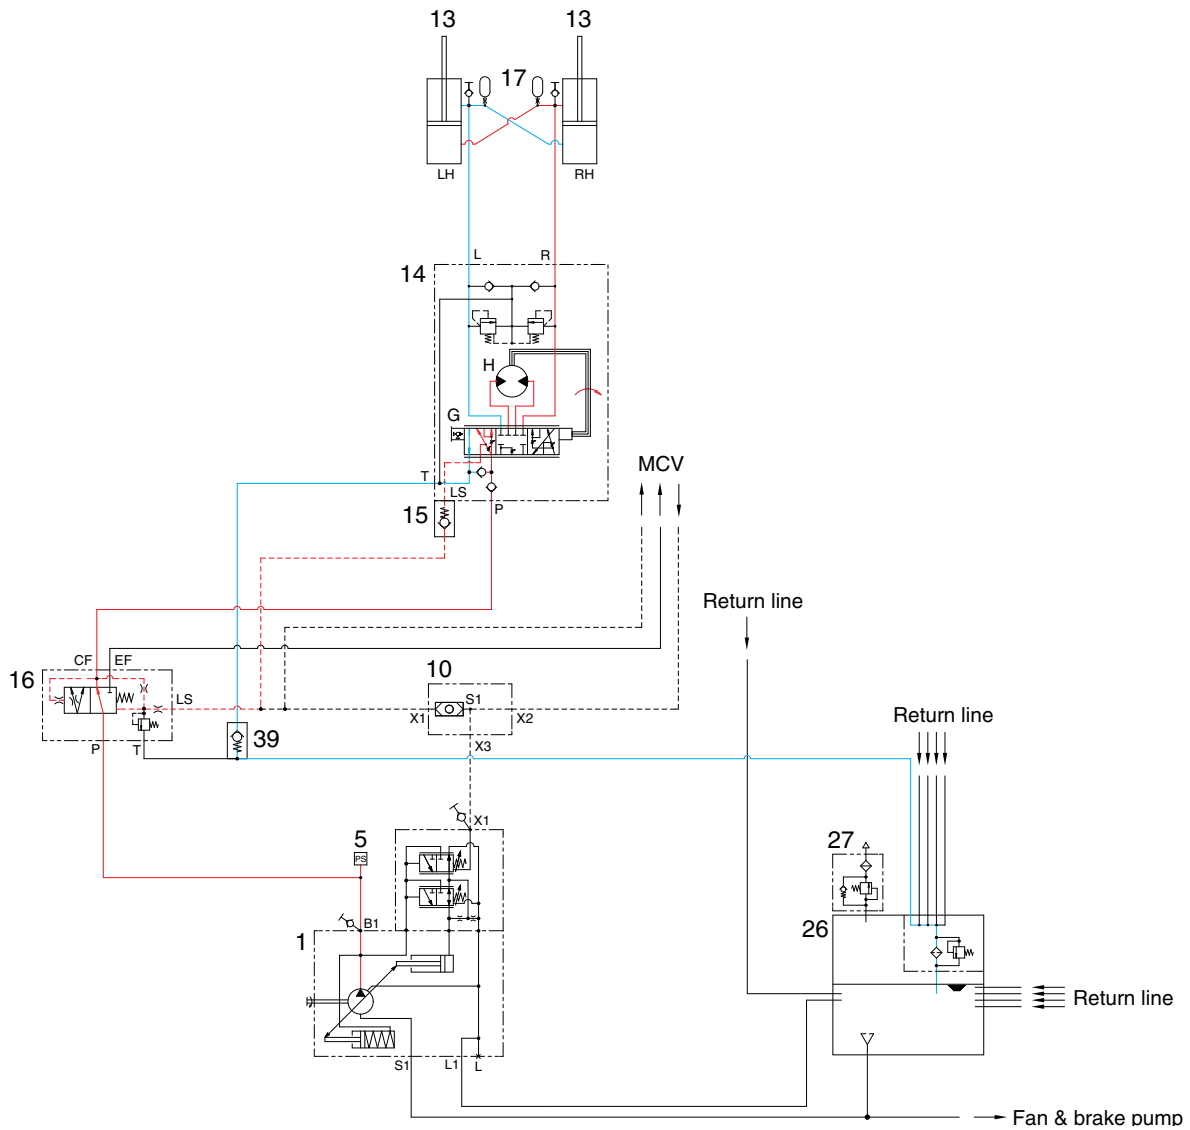 13
13
17
LH
RH
L
R
14
H
G
MCV
T
LS
P
15
Return line
CF
EF
10
16
LS
S1
X1
X2
Return line
P
T
39
X3
X1
5
27
PS
B1
26
1
Return line
S1
L1
L
Fan & brake pump